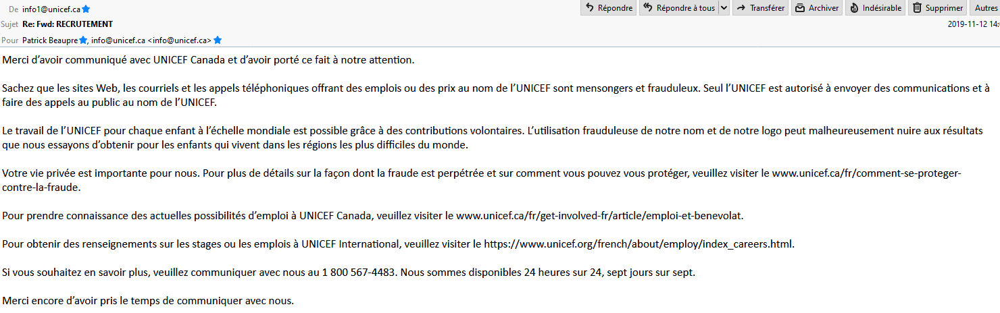 De info1@unicef.ca
Répondre Répondre à tous Transférer Archiver Indésirable Supprimer Autres
Sujet Re: Fwd: RECRUTEMENT
2019-11-12 14:
Pour Patrick Beaupre, info@unicef.ca <info@unicef.ca>
Merci d’avoir communiqué avec UNICEF Canada et d’avoir porté ce fait à notre attention.
Sachez que les sites Web, les courriels et les appels téléphoniques offrant des emplois ou des prix au nom de l’UNICEF sont mensongers et frauduleux. Seul l’UNICEF est autorisé à envoyer des communications et à
faire des appels au public au nom de l’UNICEF.
Le travail de l’UNICEF pour chaque enfant à l’échelle mondiale est possible grâce à des contributions volontaires. L’utilisation frauduleuse de notre nom et de notre logo peut malheureusement nuire aux résultats
que nous essayons d’obtenir pour les enfants qui vivent dans les régions les plus difficiles du monde.
Votre vie privée est importante pour nous. Pour plus de détails sur la façon dont la fraude est perpétrée et sur comment vous pouvez vous protéger, veuillez visiter le www.unicef.ca/fr/comment-se-proteger-
contre-la-fraude.
Pour prendre connaissance des actuelles possibilités d’emploi à UNICEF Canada, veuillez visiter le www.unicef.ca/fr/get-involved-fr/article/emploi-et-benevolat.
Pour obtenir des renseignements sur les stages ou les emplois à UNICEF International, veuillez visiter le https://www.unicef.org/french/about/employ/index_careers.html.
Si vous souhaitez en savoir plus, veuillez communiquer avec nous au 1 800 567-4483. Nous sommes disponibles 24 heures sur 24, sept jours sur sept.
Merci encore d’avoir pris le temps de communiquer avec nous.